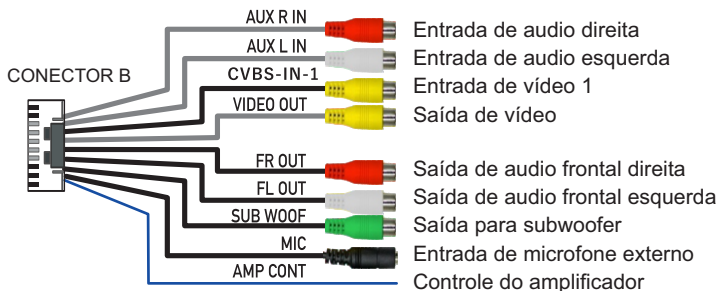 AUX R IN Entrada de audio direita
AUX L IN Entrada de audio esquerda
CONECTOR B
CVBS-IN-1 Entrada de vídeo 1
VIDEO OUT Saída de vídeo
FR OUT Saída de audio frontal direita
FL OUT Saída de audio frontal esquerda
SUB WOOF Saída para subwoofer
MIC Entrada de microfone externo
AMP CONT Controle do amplificador